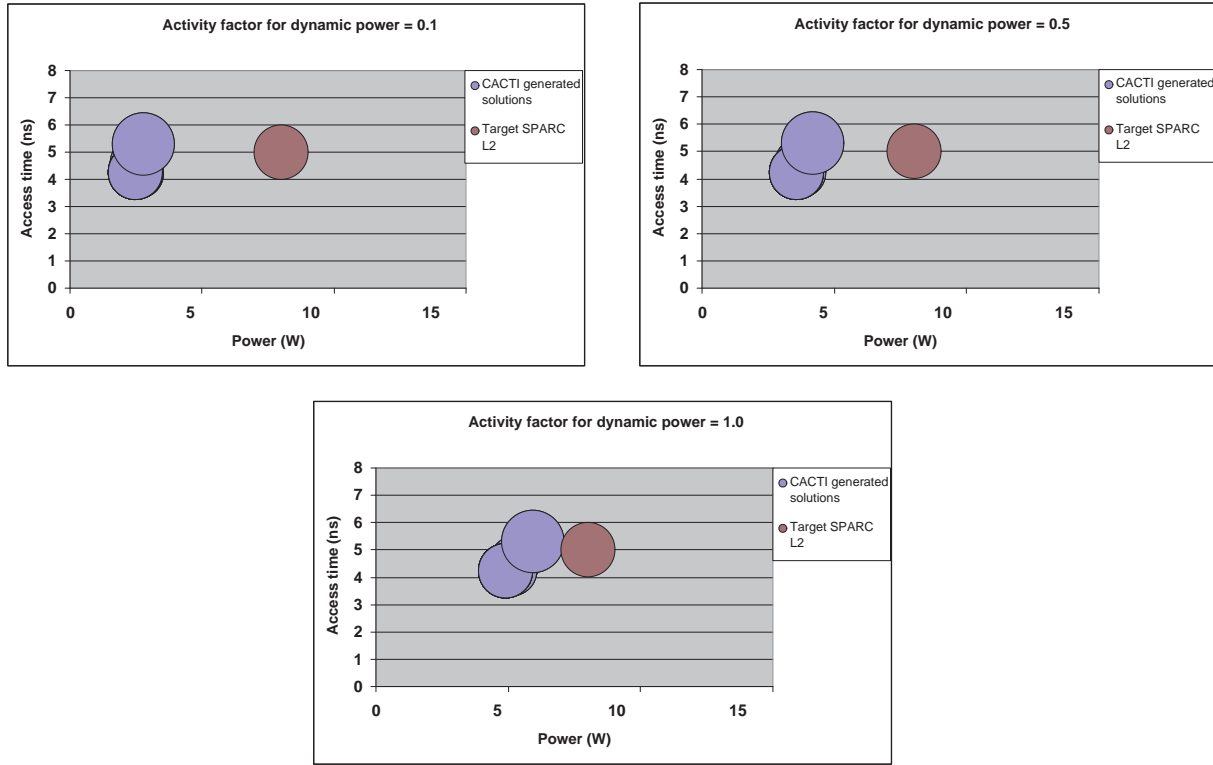 Activity factor for dynamic power = 0.1
8
7
6
5
4
3
2
1
0
Access time (ns)
0 5 10 15
Power (W)
CACTI generated
solutions
Target SPARC
L2
Activity factor for dynamic power = 0.5
8
7
6
5
4
3
2
1
0
Access time (ns)
0 5 10 15
Power (W)
CACTI generated
solutions
Target SPARC
L2
Activity factor for dynamic power = 1.0
8
7
6
5
4
3
2
1
0
Access time (ns)
0 5 10 15
Power (W)
CACTI generated
solutions
Target SPARC
L2